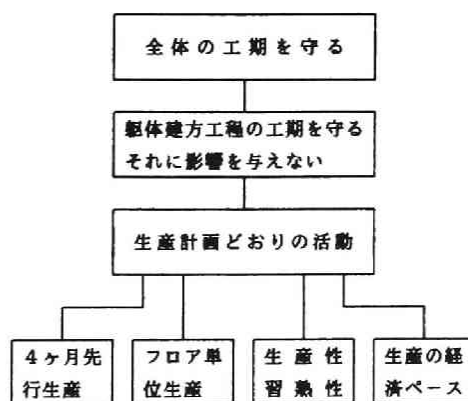 全体の工期を守る
躯体建方工程の工期を守る
それに影響を与えない
生産計画どおりの活動
4ヶ月先
行生産
フロア単
位生産
生産性
習熟性
生産の経
済ペース